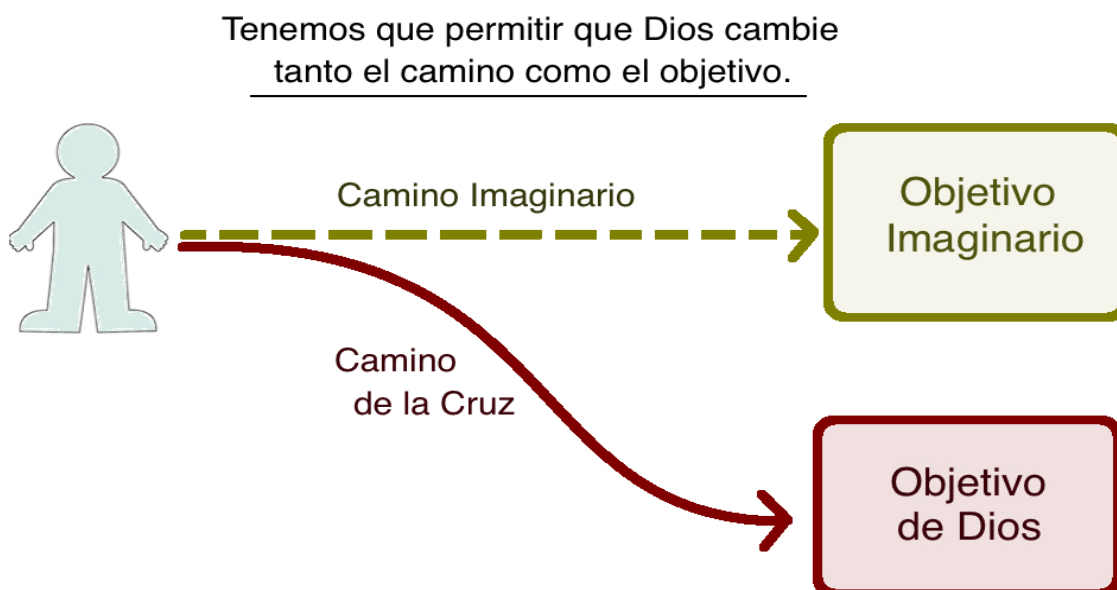 Tenemos que permitir que Dios cambie
tanto el camino como el objetivo.
Camino Imaginario
Objetivo
Imaginario
Camino
de la Cruz
Objetivo
de Dios